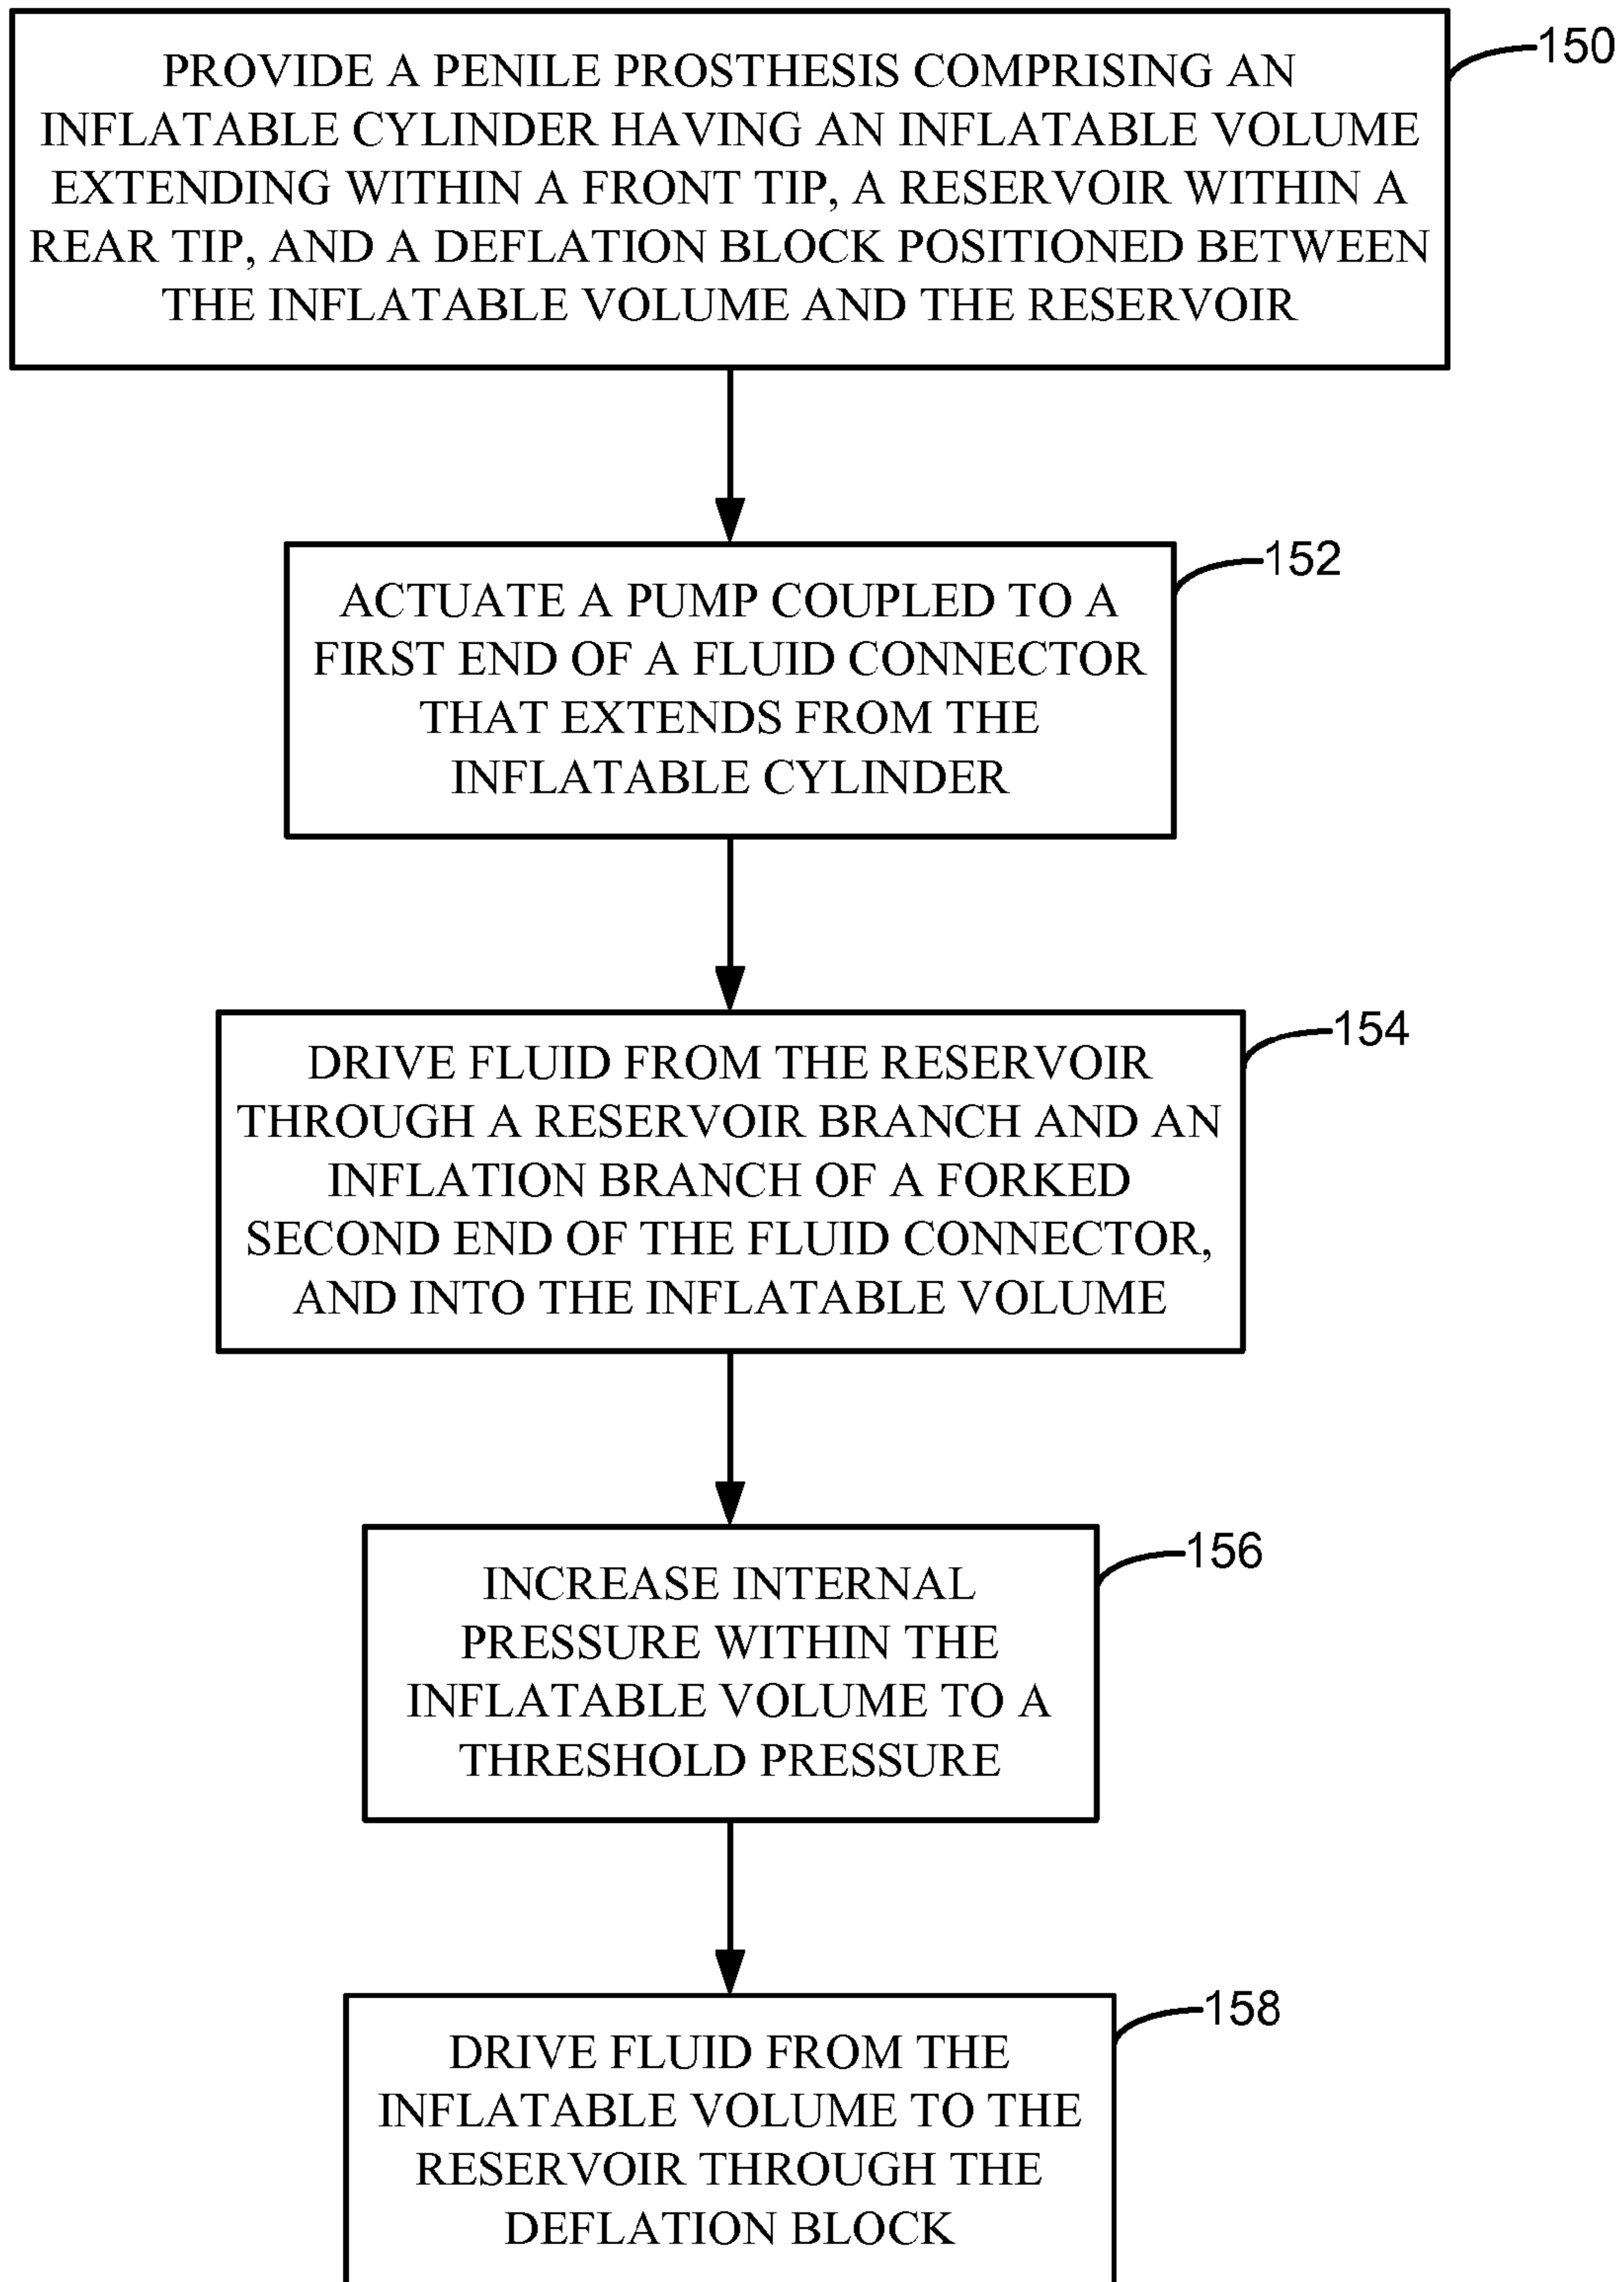 PROVIDE A PENILE PROSTHESIS COMPRISING AN
INFLATABLE CYLINDER HAVING AN INFLATABLE VOLUME
EXTENDING WITHIN A FRONT TIP, A RESERVOIR WITHIN A
REAR TIP, AND A DEFLATION BLOCK POSITIONED BETWEEN
THE INFLATABLE VOLUME AND THE RESERVOIR
150
ACTUATE A PUMP COUPLED TO A
FIRST END OF A FLUID CONNECTOR
THAT EXTENDS FROM THE
INFLATABLE CYLINDER
152
DRIVE FLUID FROM THE RESERVOIR
THROUGH A RESERVOIR BRANCH AND AN
INFLATION BRANCH OF A FORKED
SECOND END OF THE FLUID CONNECTOR,
AND INTO THE INFLATABLE VOLUME
154
INCREASE INTERNAL
PRESSURE WITHIN THE
INFLATABLE VOLUME TO A
THRESHOLD PRESSURE
156
DRIVE FLUID FROM THE
INFLATABLE VOLUME TO THE
RESERVOIR THROUGH THE
DEFLATION BLOCK
158